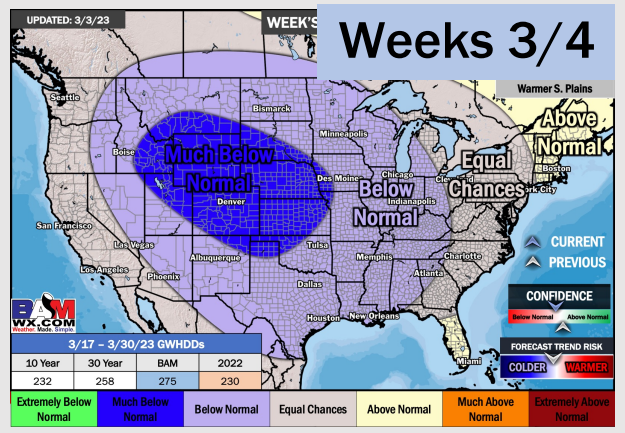 UPDATED: 3/3/23
WEEK'S
Weeks 3/4
Warmer S. Plains
Seattle
Bismarck
Above
Normal
Minneapolis
Boise
Much Below
Normal
Equal
Chances
Boston
Chicago
Des Moine
Below
Normal
Indianapolis
York City
Denver
San Francisco
Las Vegas
Tulsa
Albuquerque
Memphis
Charlotte
CURRENT
PREVIOUS
Los Angeles
Phoenix
Atlanta
Dallas
CONFIDENCE
Houston
New Orleans
Below Normal
Above Normal
BAM
WX.COM
Weather. Made. Simple.
FORECAST TREND RISK
COLDER
WARMER
Miami
3/17 – 3/30/23 GWHDDs
10 Year 30 Year BAM 2022
232 258 275 230
Extremely Below
Normal
Much Below
Normal
Below Normal
Equal Chances
Above Normal
Much Above
Normal
Extremely Above
Normal